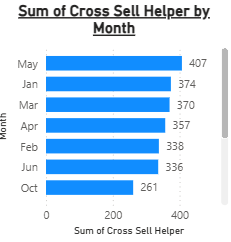 Sum of Cross Sell Helper by
Month
May 407
Jan 374
Mar 370
Apr 357
Feb 338
Jun 336
Oct 261
Month
0 200 400
Sum of Cross Sell Helper